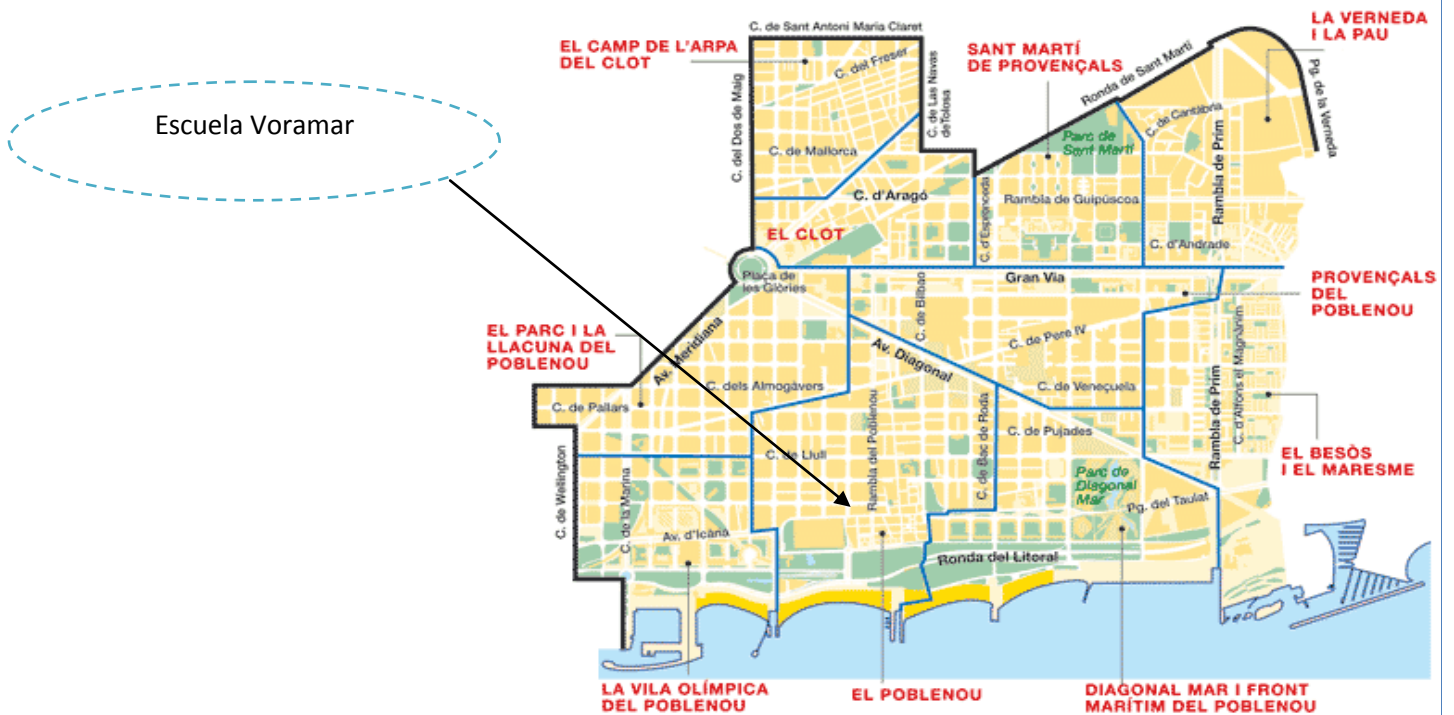 Escuela Voramar
C. de Sant Antoni Maria Claret
EL CAMP DE L'ARPA
DEL CLOT
C. del Freser
C. del Dos de Maig
C. de Las Navas
deTolosa
C. de Mallorca
C. d'Aragó
SANT MARTÍ
DE PROVENÇALS
Ronda de Sant Martí
LA VERNEDA
I LA PAU
Pg. de la Verneda
C. de Cantàbria
Parc de
Sant Martí
Rambla de Prim
Rambla de Guipúscoa
C. d'Espronceda
C. d'Andrade
EL CLOT
Plaça de
les Glòries
Gran Via
C. de Bilbao
PROVENÇALS
DEL
POBLENOU
EL PARC I LA
LLACUNA DEL
POBLENOU
Av. Meridiana
Av. Diagonal
C. de Pere IV
C. d'Alfons el Magnànim
C. dels Almogàvers
C. de Veneçuela
C. de Pallars
Rambla del Poblenou
C. de Bac de Roda
C. de Pujades
Rambla de Prim
C. de Llull
EL BESÒS
I EL MARESME
C. de Wellington
C. de la Marina
Parc de
Diagonal
Mar
Pg. del Taulat
Av. d'Icària
Ronda del Litoral
LA VILA OLÍMPICA
DEL POBLENOU
EL POBLENOU
DIAGONAL MAR I FRONT
MARÍTIM DEL POBLENOU